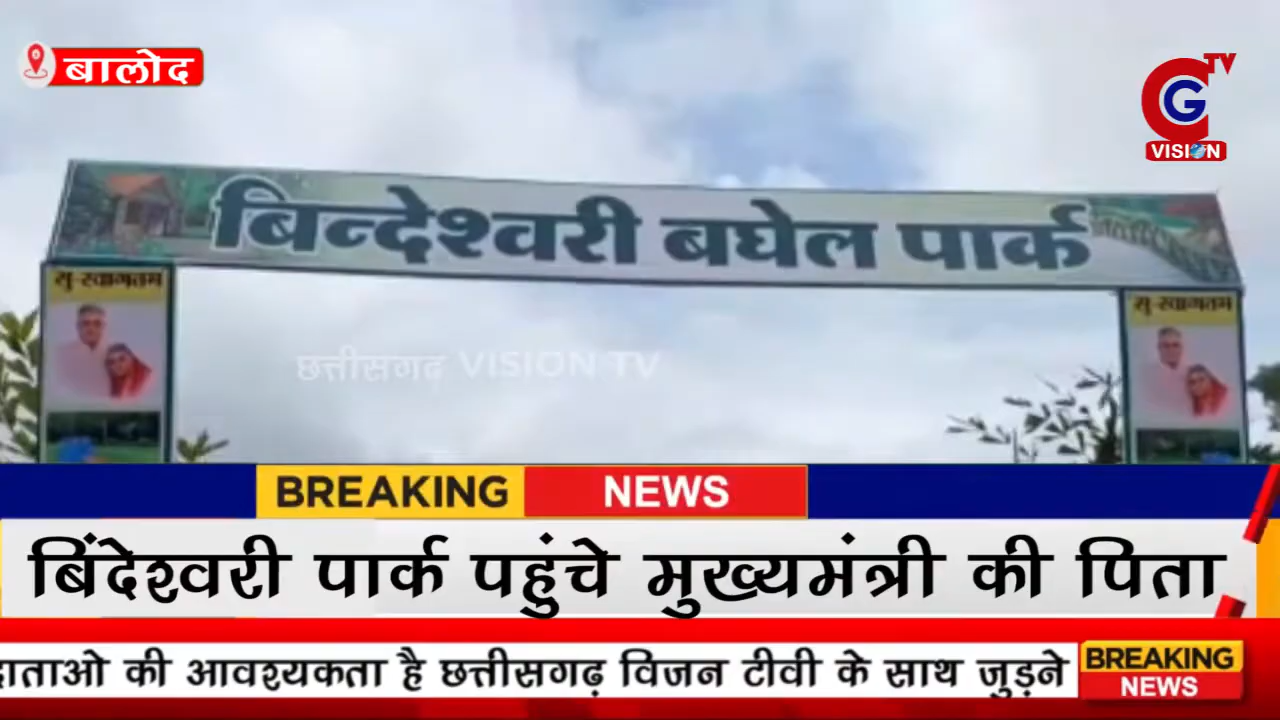 बालोद
CG TV
VISION
बिन्देश्वरी बघेल पार्क
सु-स्वागतम
सु-स्वागतम
छत्तीसगढ़ VISION TV
BREAKING NEWS
बिंदेश्वरी पार्क पहुंचे मुख्यमंत्री की पिता
की आवश्यकता है छत्तीसगढ़ विजन टीवी के साथ जुड़ने
BREAKING
NEWS